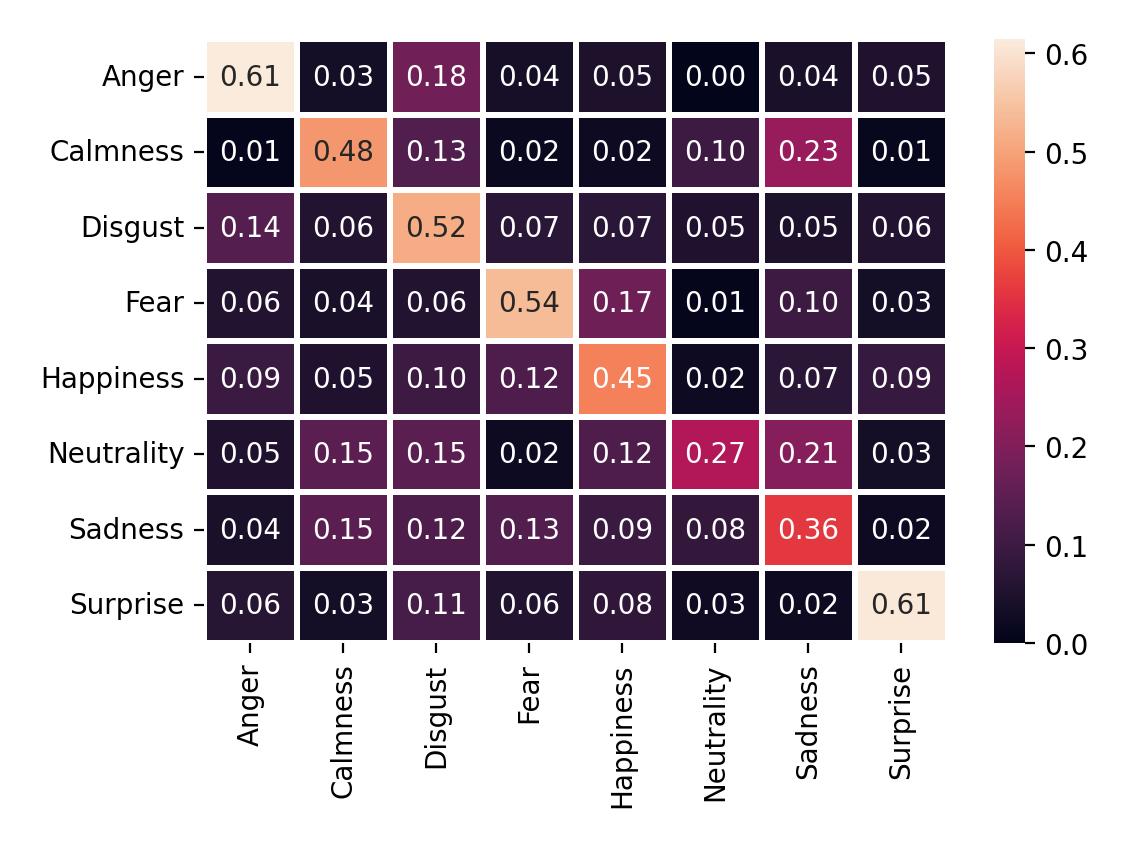 Anger 0.61 0.03 0.18 0.04 0.05 0.00 0.04 0.05 0.6
Calmness 0.01 0.48 0.13 0.02 0.02 0.10 0.23 0.01 0.5
Disgust 0.14 0.06 0.52 0.07 0.07 0.05 0.05 0.06 0.4
Fear 0.06 0.04 0.06 0.54 0.17 0.01 0.10 0.03 0.3
Happiness 0.09 0.05 0.10 0.12 0.45 0.02 0.07 0.09
Neutrality 0.05 0.15 0.15 0.02 0.12 0.27 0.21 0.03 0.2
Sadness 0.04 0.15 0.12 0.13 0.09 0.08 0.36 0.02 0.1
Surprise 0.06 0.03 0.11 0.06 0.08 0.03 0.02 0.61 0.0
Anger Calmness Disgust Fear Happiness Neutrality Sadness Surprise